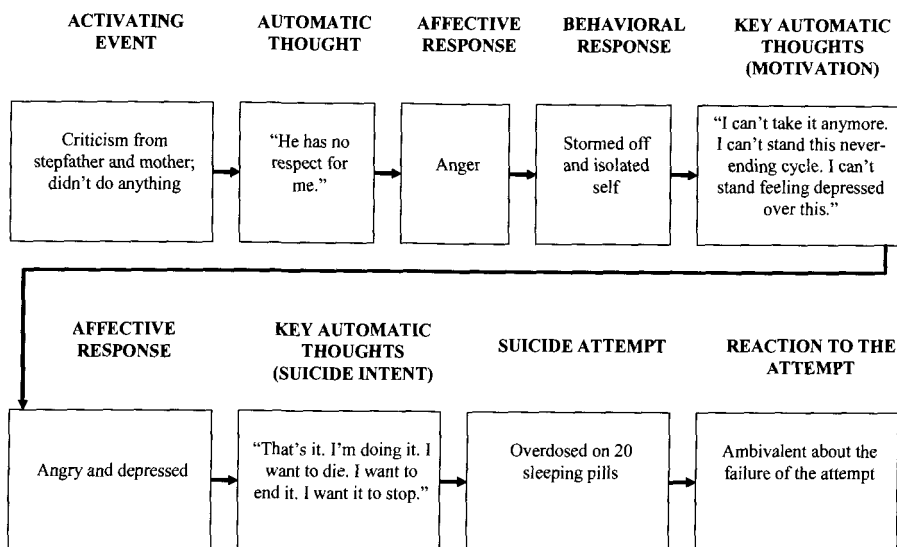 ACTIVATING
EVENT
AUTOMATIC
THOUGHT
AFFECTIVE
RESPONSE
BEHAVIORAL
RESPONSE
KEY AUTOMATIC
THOUGHTS
(MOTIVATION)
Criticism from
stepfather and mother;
didn't do anything
"He has no
respect for
me."
Anger
Stormed off
and isolated
self
"I can't take it anymore.
I can't stand this never-
ending cycle. I can't
stand feeling depressed
over this."
AFFECTIVE
RESPONSE
KEY AUTOMATIC
THOUGHTS
(SUICIDE INTENT)
SUICIDE ATTEMPT
REACTION TO THE
ATTEMPT
Angry and depressed
"That's it. I'm doing it. I
want to die. I want to
end it. I want it to stop."
Overdosed on 20
sleeping pills
Ambivalent about the
failure of the attempt